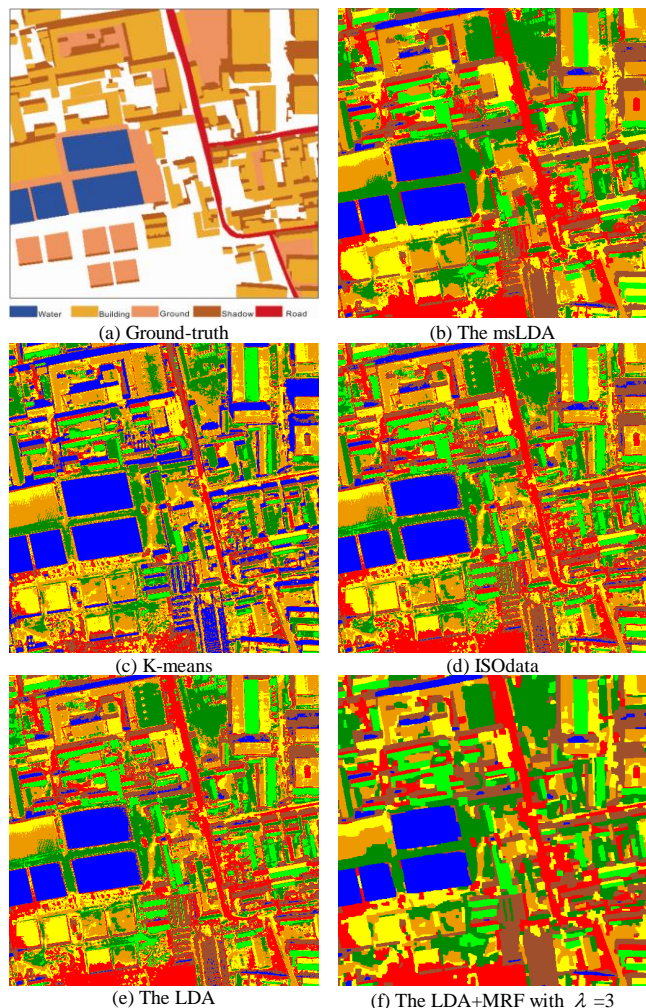 Water Building Ground Shadow Road
(a) Ground-truth
(b) The msLDA
(c) K-means
(d) ISOdata
(e) The LDA
(f) The LDA+MRF with λ =3